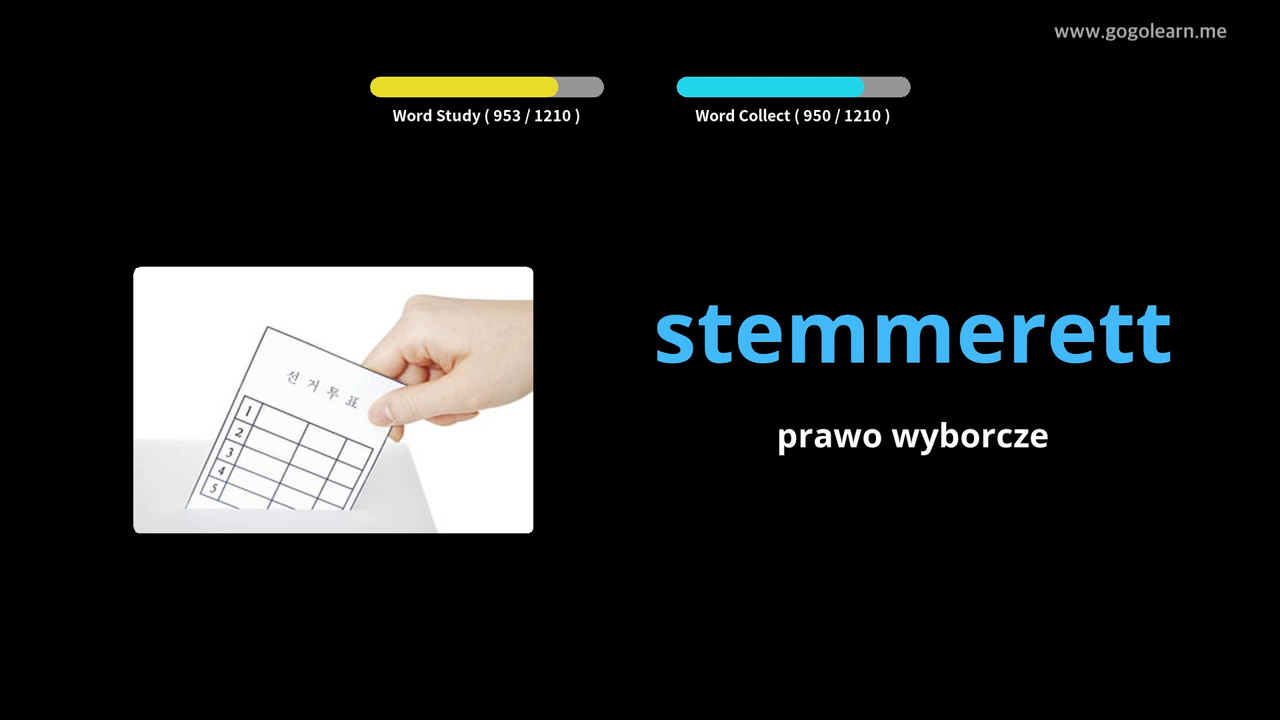 www.gogolearn.me
Word Study ( 953 / 1210 )
Word Collect ( 950 / 1210 )
stemmerett
prawo wyborcze
선거투표
1
2
3
4
5